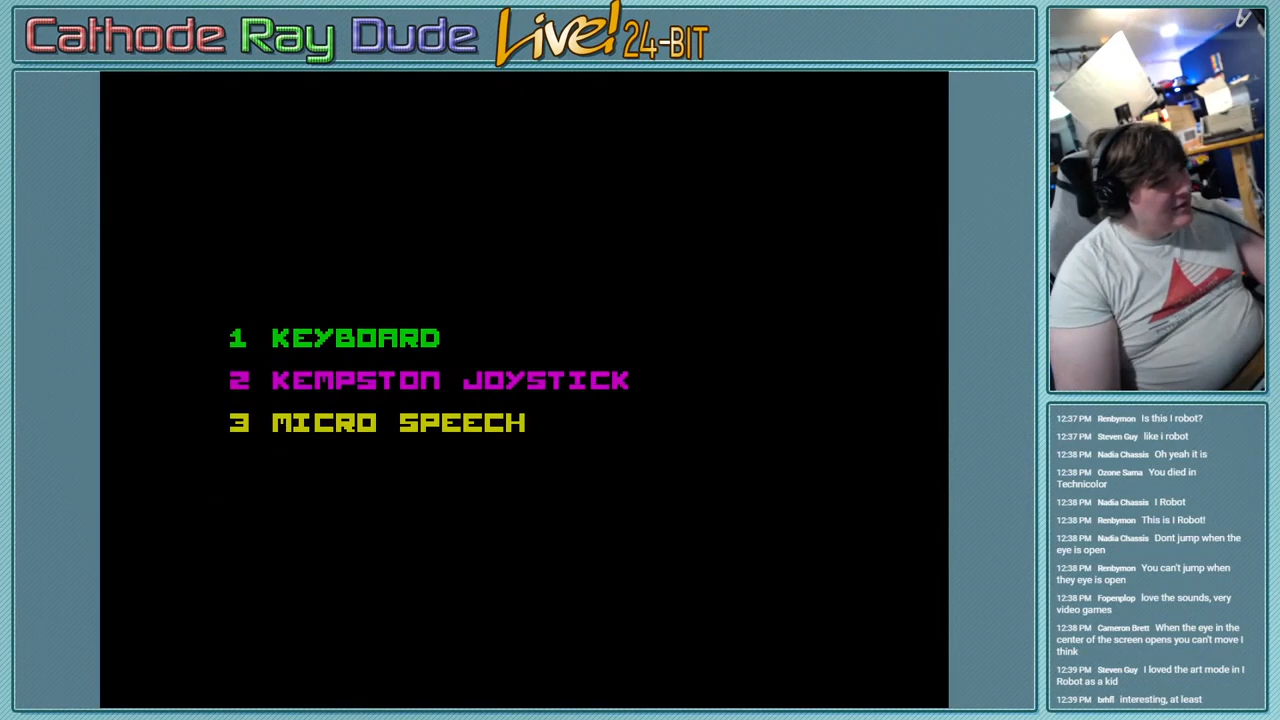 Cathode Ray Dude Live! 24-BIT
1 KEYBOARD
2 KEMPSTON JOYSTICK
3 MICRO SPEECH
12:37 PM Renbymon Is this I robot?
12:37 PM Steven Guy like i robot
12:38 PM Nadia Chassis Oh yeah it is
12:38 PM Ozone Sama You died in
Technicolor
12:38 PM Nadia Chassis I Robot
12:38 PM Renbymon This is I Robot!
12:38 PM Nadia Chassis Dont jump when the
eye is open
12:38 PM Renbymon You can't jump when
they eye is open
12:38 PM Fopenplop love the sounds, very
video games
12:38 PM Cameron Brett When the eye in the
center of the screen opens you can't move I
think
12:39 PM Steven Guy I loved the art mode in I
Robot as a kid
12:39 PM brhfl interesting, at least